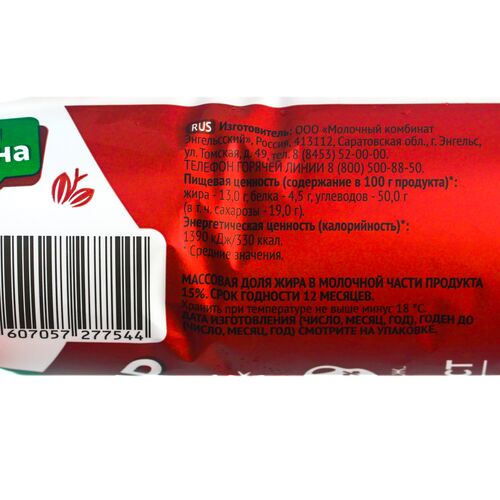 на
RUS Изготовитель: ООО «Молочный комбинат
Энгельсский», Россия, 413112, Саратовская обл., г. Энгельс,
ул. Томская, д. 49, тел. 8 (8453) 52-00-00.
ТЕЛЕФОН ГОРЯЧЕЙ ЛИНИИ 8 (800) 500-88-50.
Пищевая ценность (содержание в 100 г продукта)*:
жира - 13,0 г, белка - 4,5 г, углеводов - 50,0 г
(в т.ч. сахарозы - 19,0 г).
Энергетическая ценность (калорийность)*:
1390 кДж/330 ккал.
* Средние значения.
МАССОВАЯ ДОЛЯ ЖИРА В МОЛОЧНОЙ ЧАСТИ ПРОДУКТА
15%. СРОК ГОДНОСТИ 12 МЕСЯЦЕВ.
Хранить при температуре не выше минус 18 °С.
ДАТА ИЗГОТОВЛЕНИЯ (ЧИСЛО, МЕСЯЦ, ГОД). ГОДЕН ДО
(ЧИСЛО, МЕСЯЦ, ГОД) СМОТРИТЕ НА УПАКОВКЕ.
607057 277544